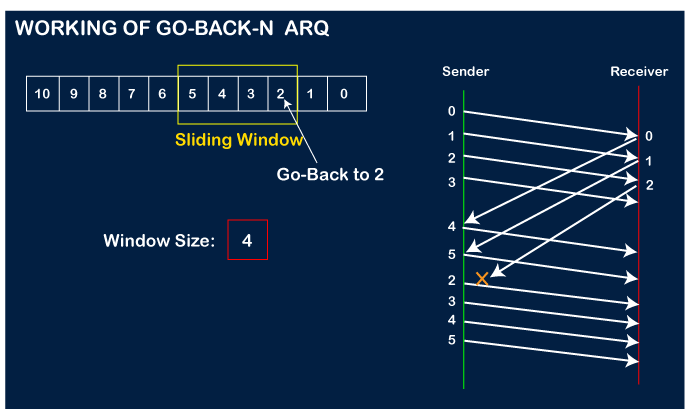 WORKING OF GO-BACK-N ARQ
Sender Receiver
10 9 8 7 6 5 4 3 2 1 0
Sliding Window
Go-Back to 2
Window Size: 4
0
1
2
3
4
5
2
3
4
5
0
1
2